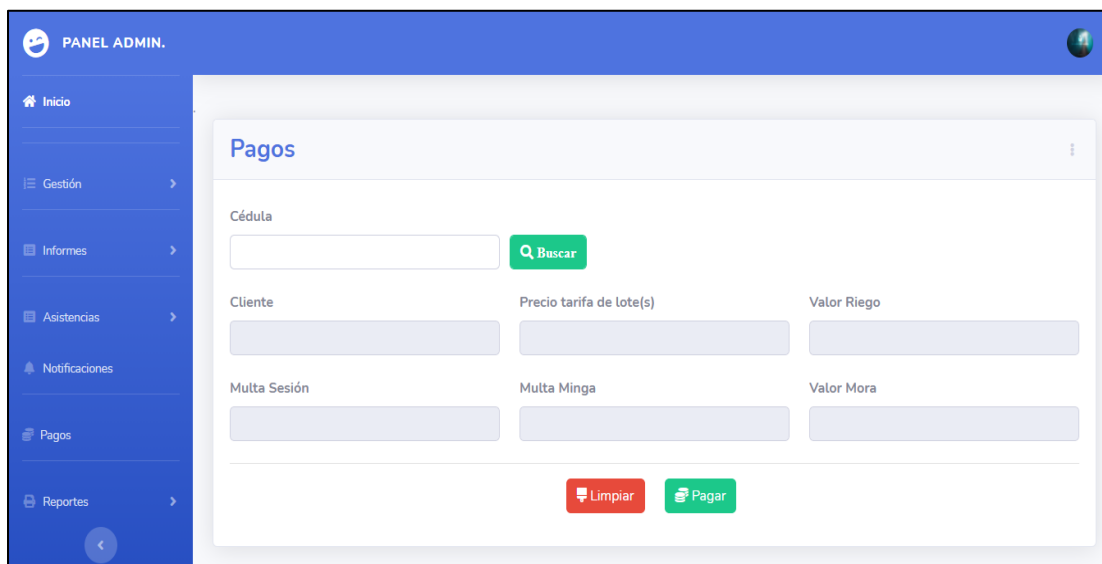 PANEL ADMIN.
Inicio
Gestión
Informes
Asistencias
Notificaciones
Pagos
Reportes
Pagos
Cédula
Buscar
Cliente Precio tarifa de lote(s) Valor Riego
Multa Sesión Multa Minga Valor Mora
Limpiar Pagar